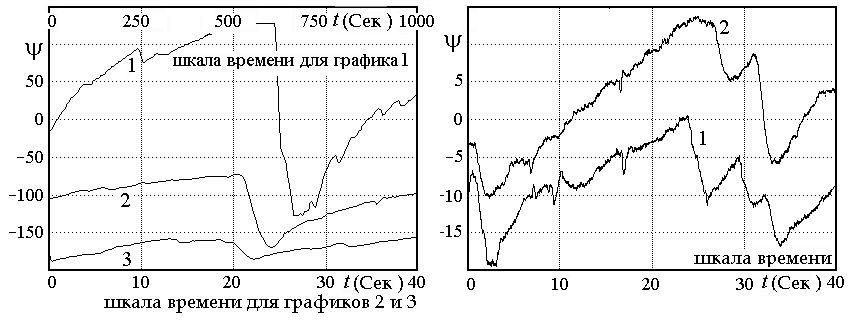 0 250 500 750 t (Сек) 1000
Ψ
1
шкала времени для графика 1
50
0
−50
−100
2
−150
3
0 10 20 30 t (Сек) 40
шкала времени для графиков 2 и 3
Ψ
2
5
0
1
-5
-10
-15
шкала времени
0 10 20 30 t (Сек) 40